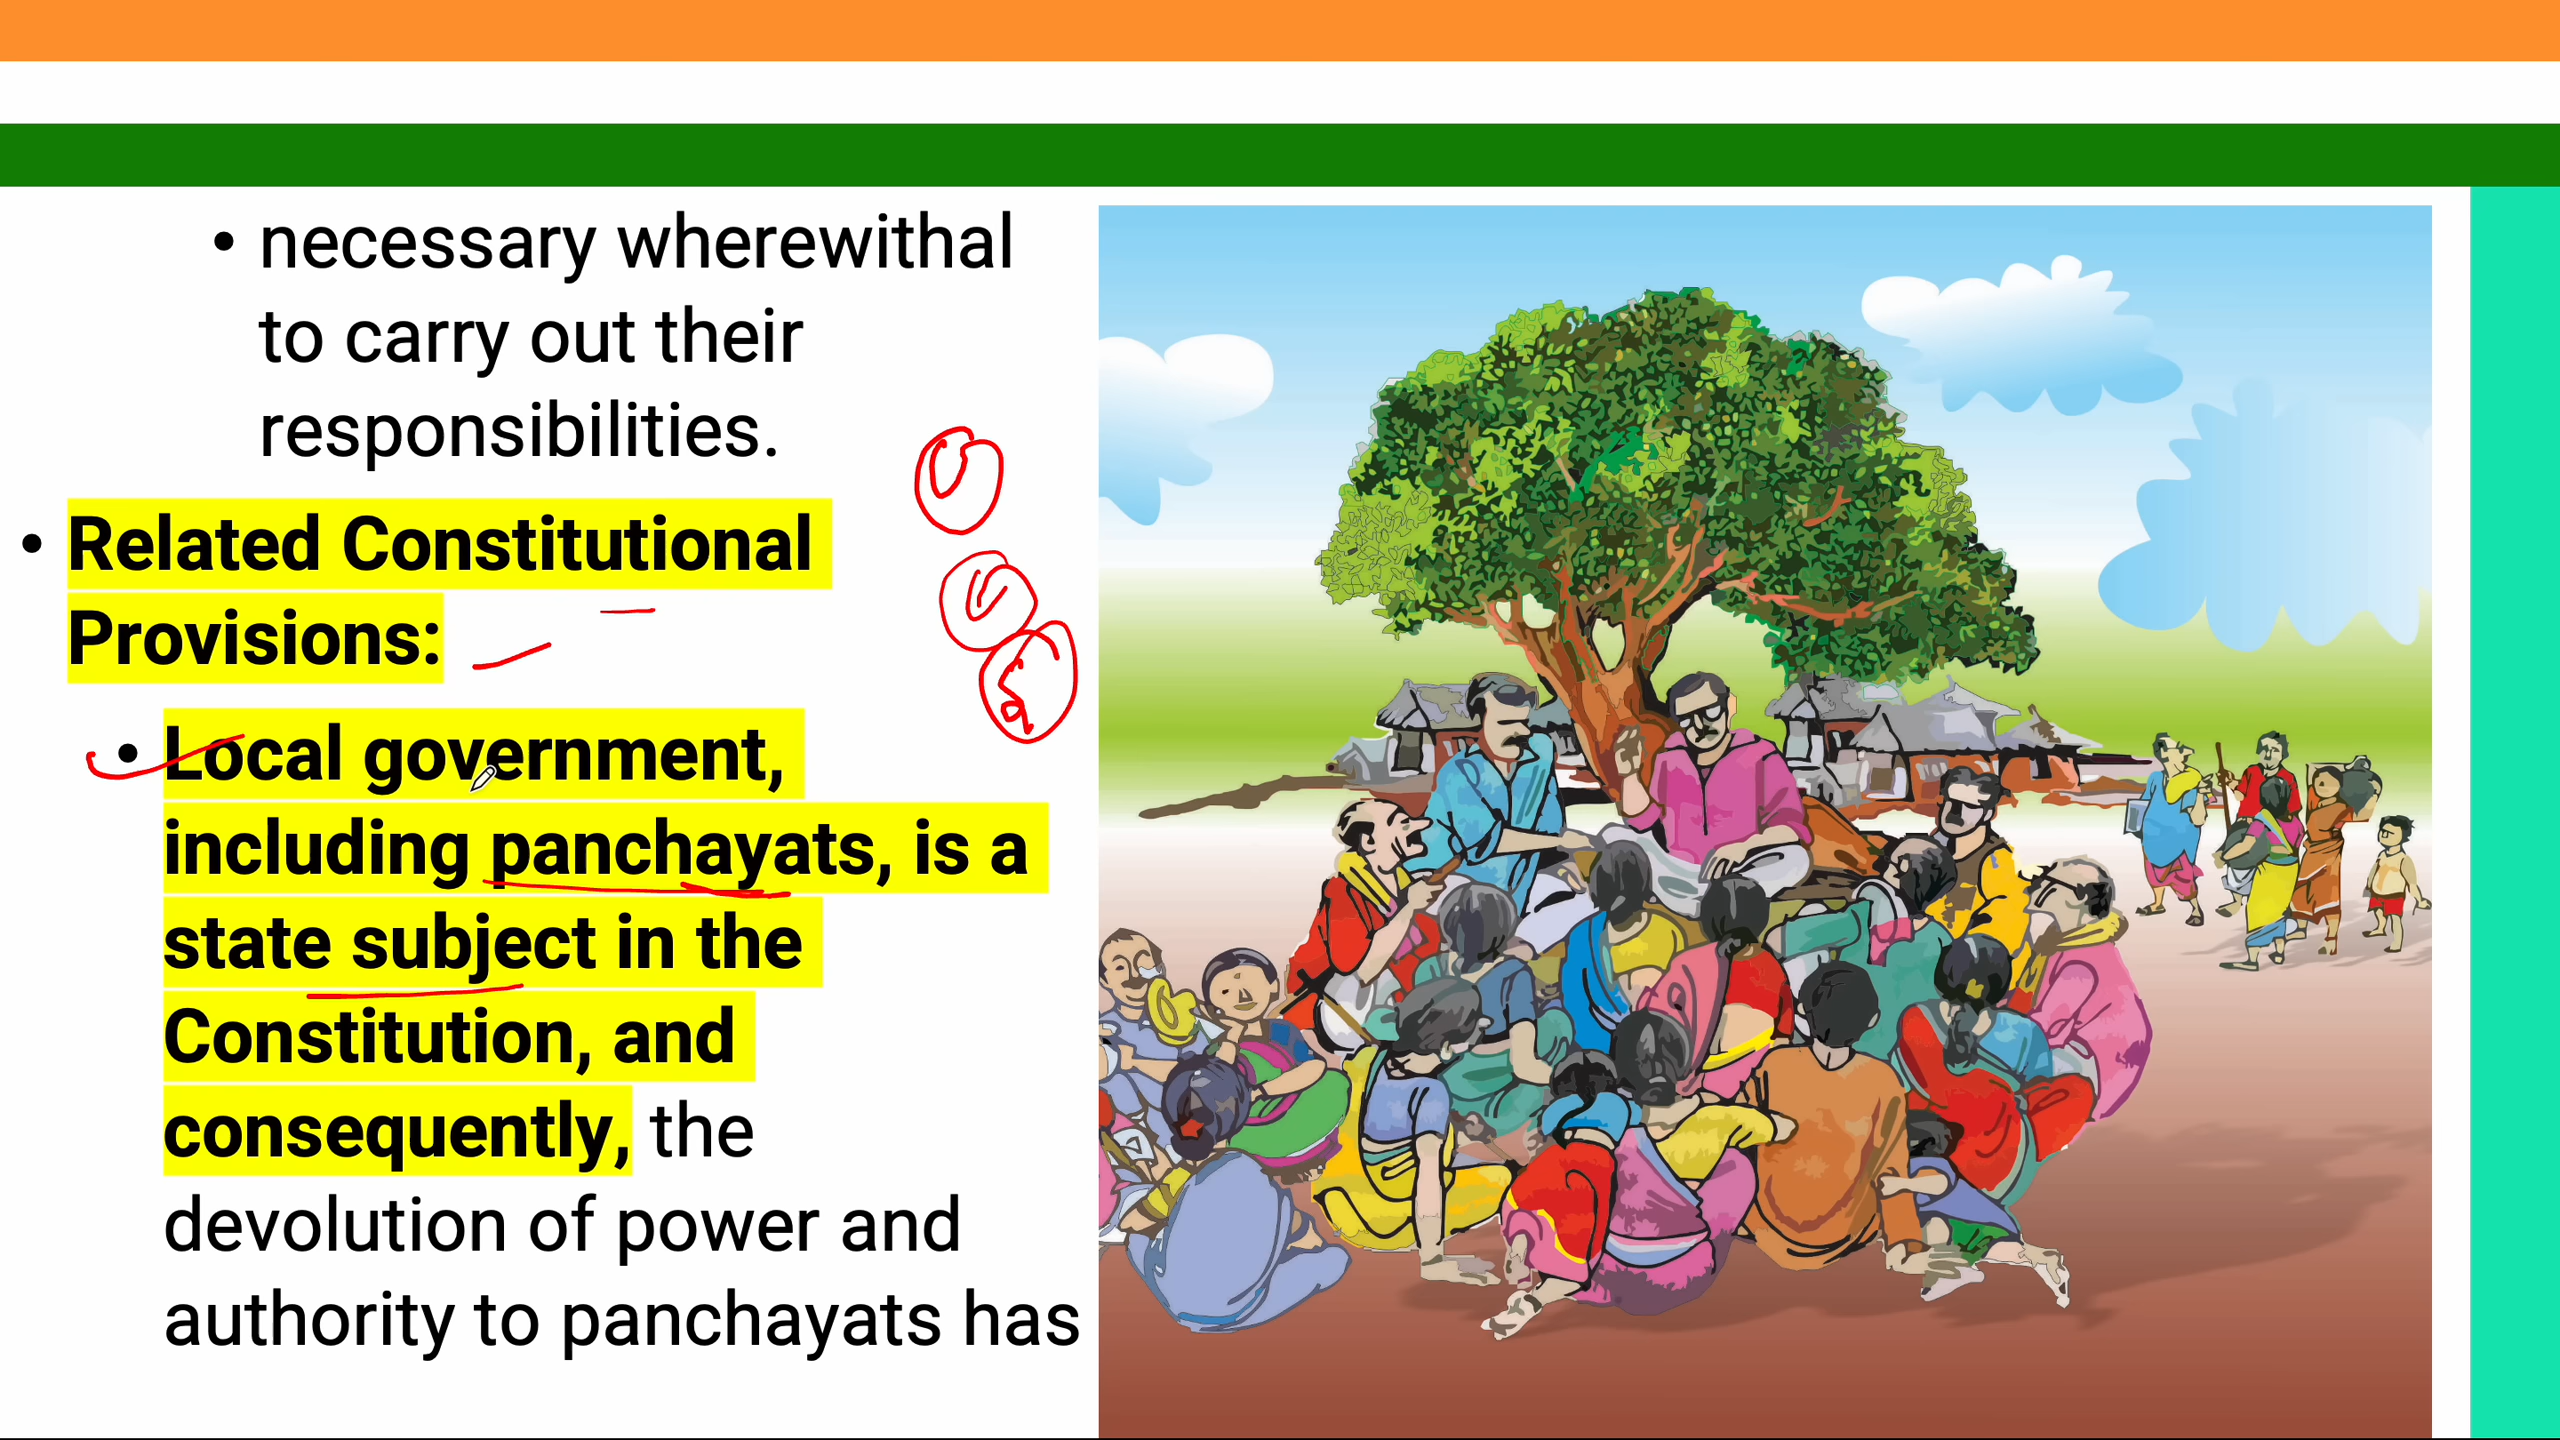 • necessary wherewithal
to carry out their
responsibilities.
• Related Constitutional
Provisions:
• Local government,
including panchayats, is a
state subject in the
Constitution, and
consequently, the
devolution of power and
authority to panchayats has